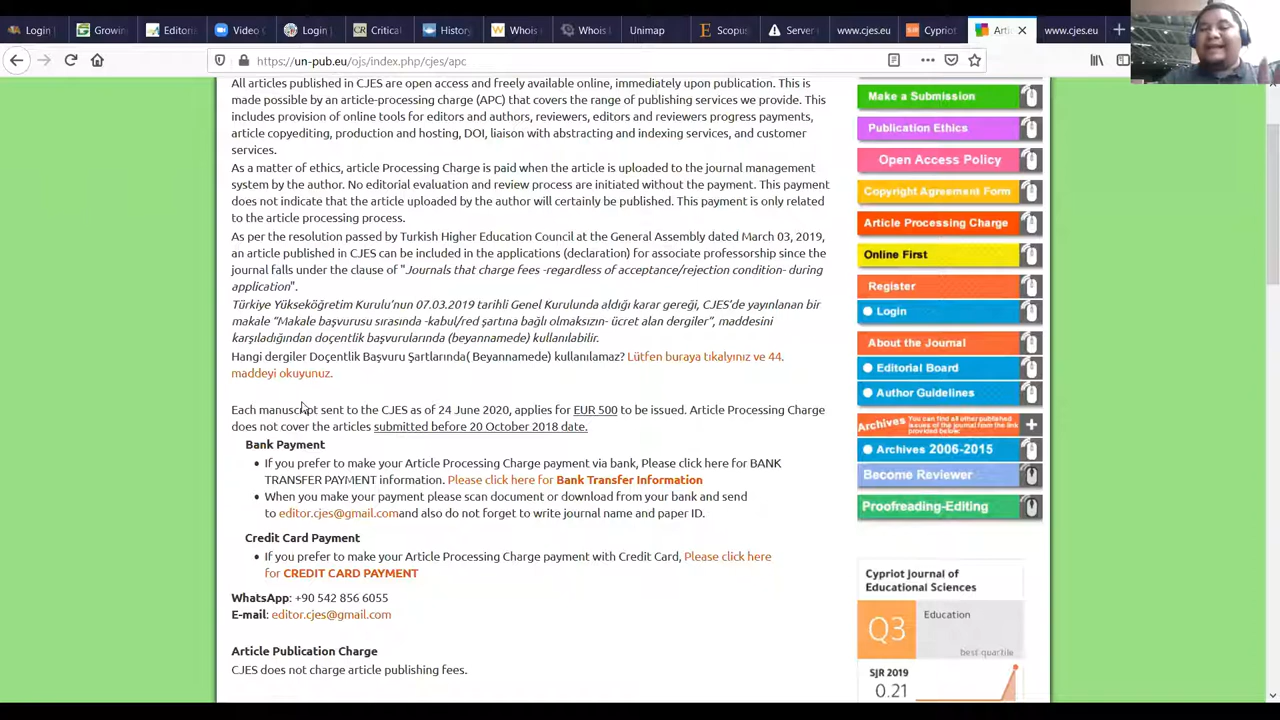 Login
Growing
Editoria
Video C
Login
Critical
History
Whois
Whois
Unimap
Scopus
Server
www.cjes.eu
Cypriot
Arti
www.cjes.eu
https://un-pub.eu/ojs/index.php/cjes/apc
All articles published in CJES are open access and freely available online, immediately upon publication. This is
made possible by an article-processing charge (APC) that covers the range of publishing services we provide. This
includes provision of online tools for editors and authors, reviewers, editors and reviewers progress payments,
article copyediting, production and hosting, DOI, liaison with abstracting and indexing services, and customer
services.
As a matter of ethics, article Processing Charge is paid when the article is uploaded to the journal management
system by the author. No editorial evaluation and review process are initiated without the payment. This payment
does not indicate that the article uploaded by the author will certainly be published. This payment is only related
to the article processing process.
As per the resolution passed by Turkish Higher Education Council at the General Assembly dated March 03, 2019,
an article published in CJES can be included in the applications (declaration) for associate professorship since the
journal falls under the clause of "Journals that charge fees -regardless of acceptance/rejection condition- during
application".
Türkiye Yükseköğretim Kurulu'nun 07.03.2019 tarihli Genel Kurulunda aldığı karar gereği, CJES'de yayınlanan bir
makale "Makale başvurusu sırasında -kabul/red şartına bağlı olmaksızın- ücret alan dergiler", maddesini
karşıladığından doçentlik başvurularında (beyannamede) kullanılabilir.
Hangi dergiler Doçentlik Başvuru Şartlarında( Beyannamede) kullanılamaz? Lütfen buraya tıkalyınız ve 44.
maddeyi okuyunuz.
Each manuscript sent to the CJES as of 24 June 2020, applies for EUR 500 to be issued. Article Processing Charge
does not cover the articles submitted before 20 October 2018 date.
Bank Payment
If you prefer to make your Article Processing Charge payment via bank, Please click here for BANK
TRANSFER PAYMENT information. Please click here for Bank Transfer Information
When you make your payment please scan document or download from your bank and send
to editor.cjes@gmail.comand also do not forget to write journal name and paper ID.
Credit Card Payment
If you prefer to make your Article Processing Charge payment with Credit Card, Please click here
for CREDIT CARD PAYMENT
WhatsApp: +90 542 856 6055
E-mail: editor.cjes@gmail.com
Article Publication Charge
CJES does not charge article publishing fees.
Make a Submission
Publication Ethics
Open Access Policy
Copyright Agreement Form
Article Processing Charge
Online First
Register
Login
About the Journal
Editorial Board
Author Guidelines
Archives You can find all other published
issues of the journal from the link
provided below:
Archives 2006-2015
Become Reviewer
Proofreading-Editing
Cypriot Journal of
Educational Sciences
Q3
Education
best quartile
SJR 2019
0.21